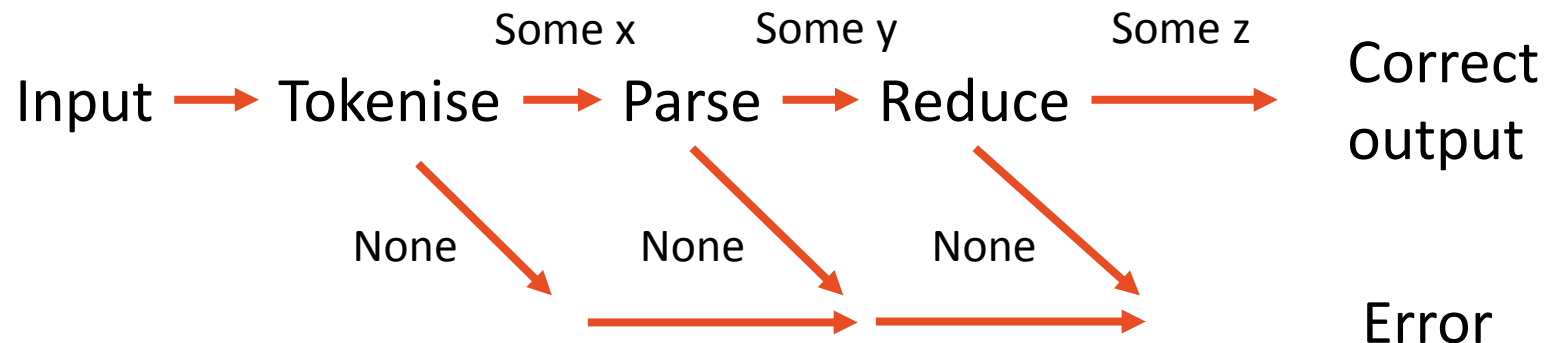 Some x Some y Some z
Input Tokenise Parse Reduce Correct
output
None None None
Error